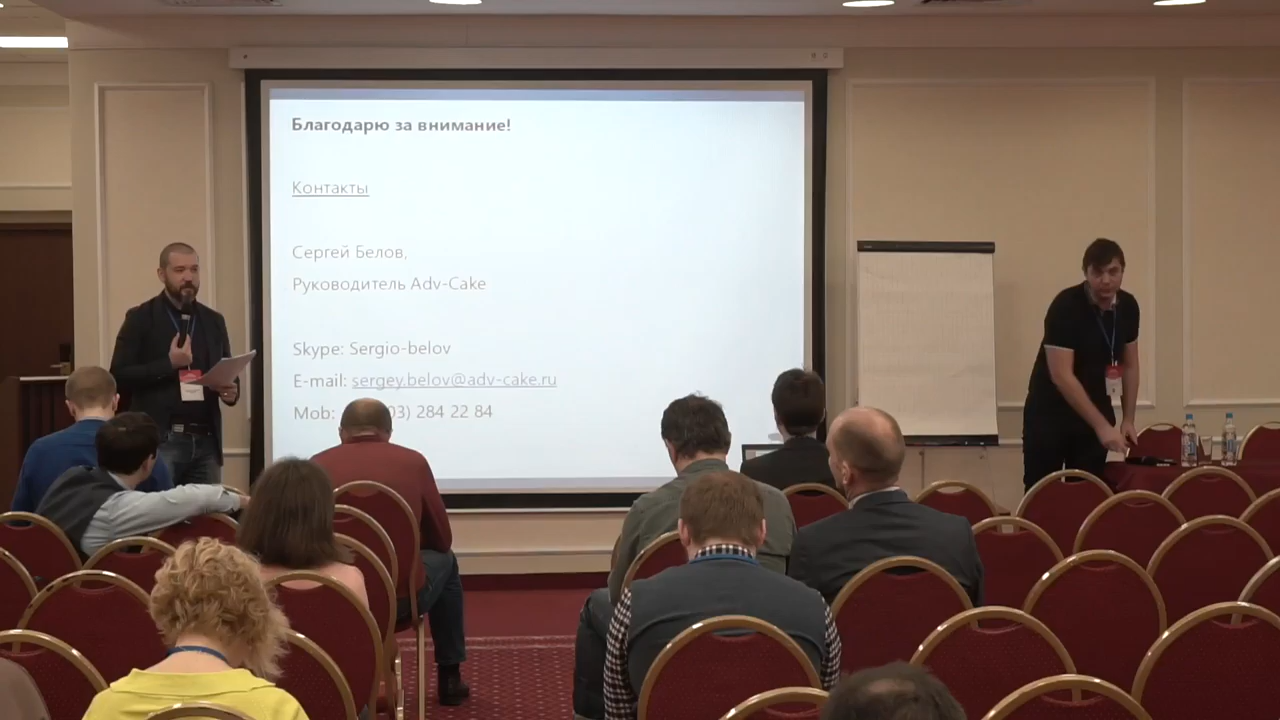 Благодарю за внимание!
Контакты
Сергей Белов,
Руководитель Adv-Cake
Skype: Sergio-belov
E-mail: sergey.belov@adv-cake.ru
Mob: 03) 284 22 84